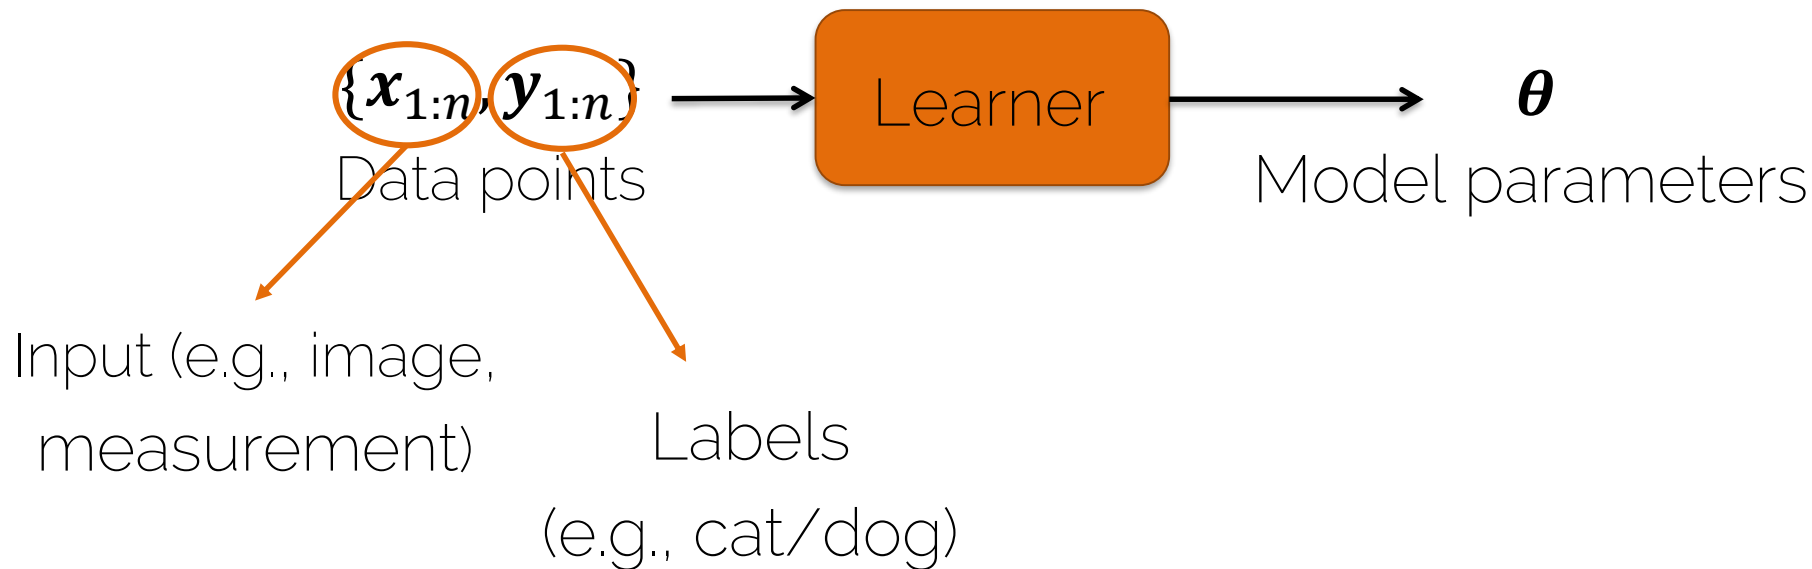 {x1:n, y1:n}
Data points
Learner
θ
Model parameters
Input (e.g., image,
measurement)
Labels
(e.g., cat/dog)